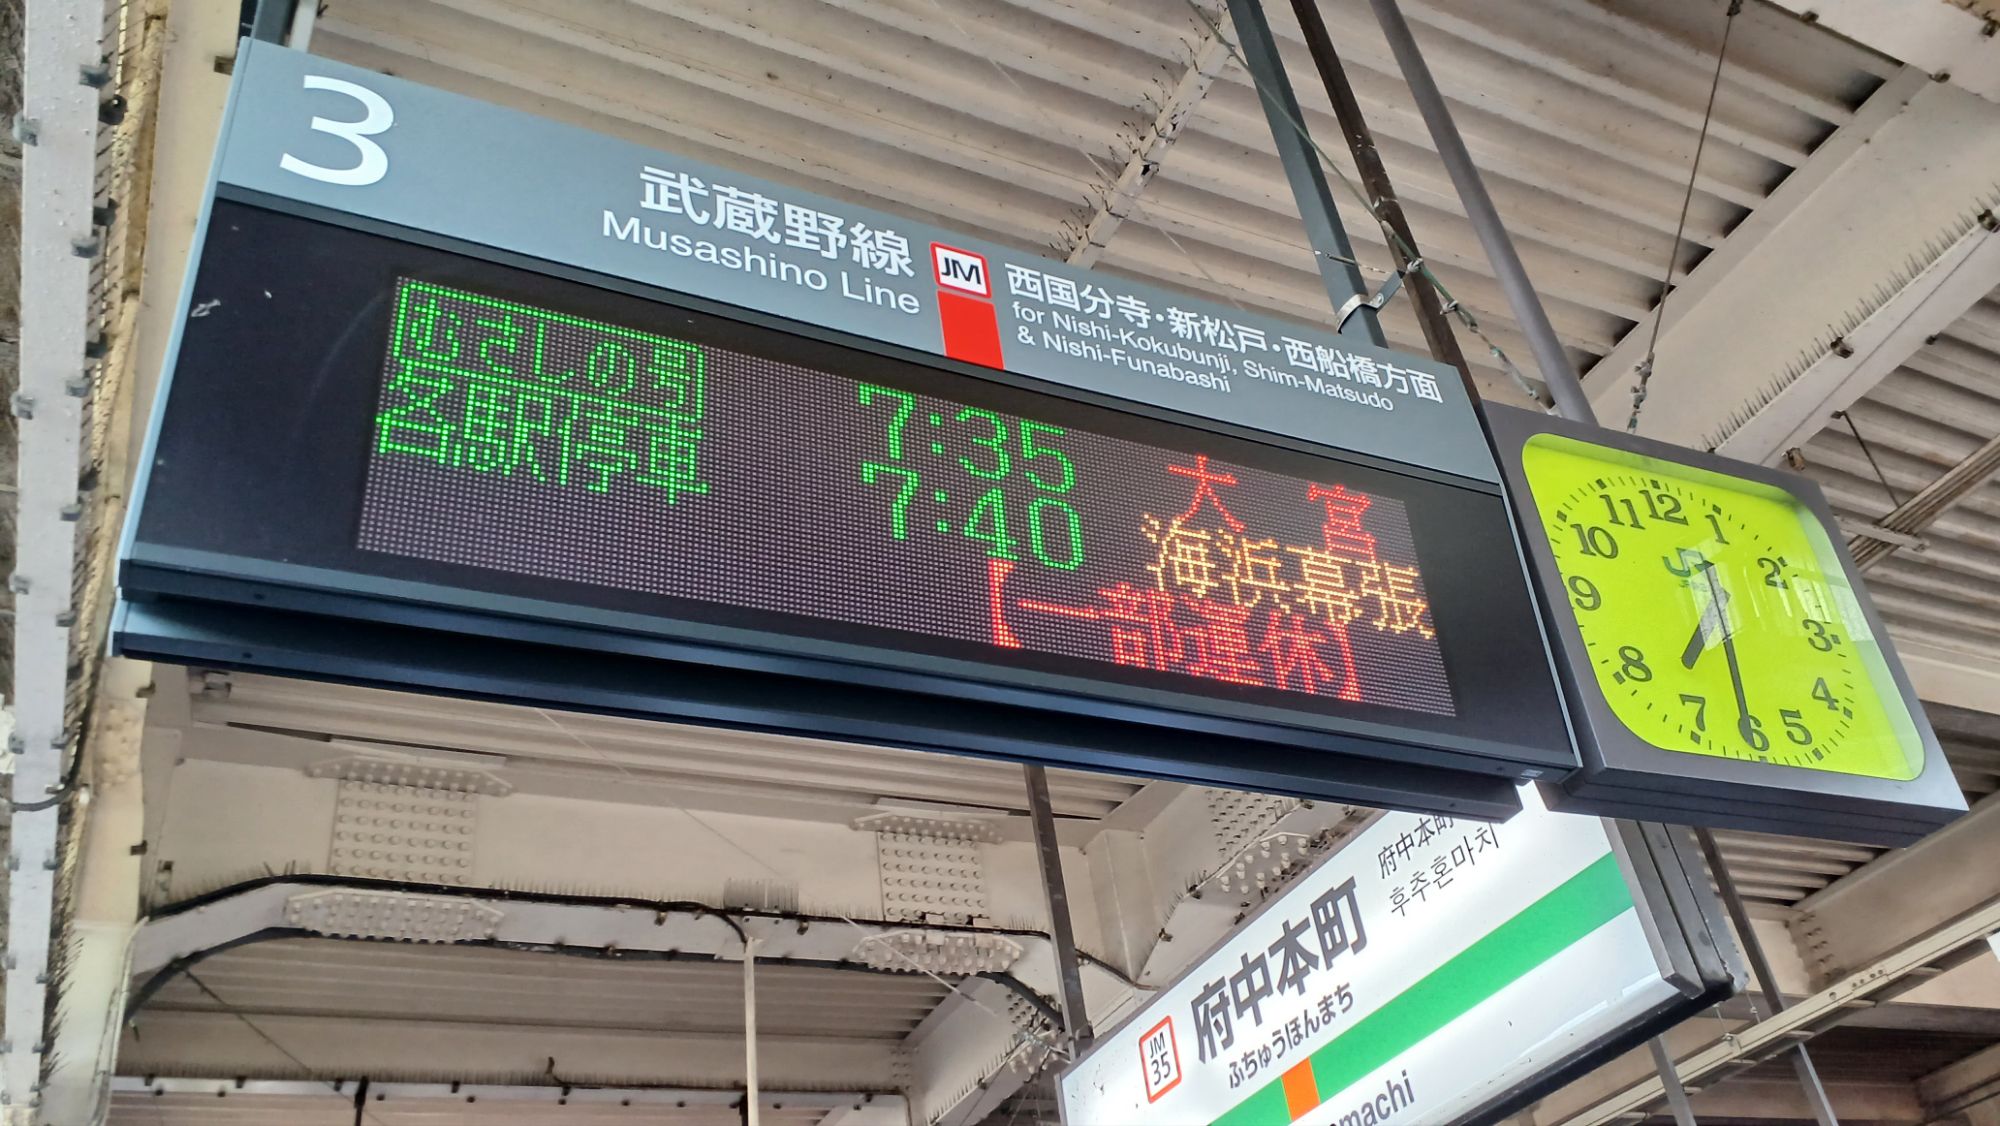 3
武蔵野線
Musashino Line
JM
西国分寺・新松戸・西船橋方面
for Nishi-Kokubunji, Shim-Matsudo
& Nishi-Funabashi
むさしの号 7:35 大宮
各駅停車 7:40 海浜幕張
【一部運休】
12
1
2
3
4
5
6
7
8
9
10
11
府中本町
후추혼마치
JM
35
府中本町
ふちゅうほんまち
machi